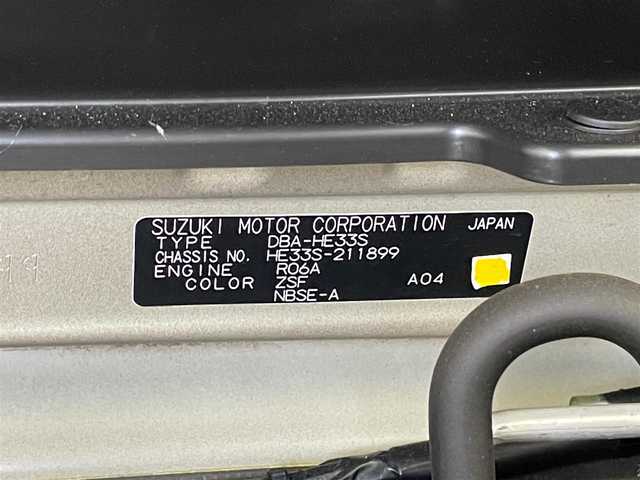 SUZUKI MOTOR CORPORATION JAPAN
TYPE DBA-HE33S
CHASSIS NO. HE33S-211899
ENGINE R06A
COLOR ZSF A04
NBSE-A